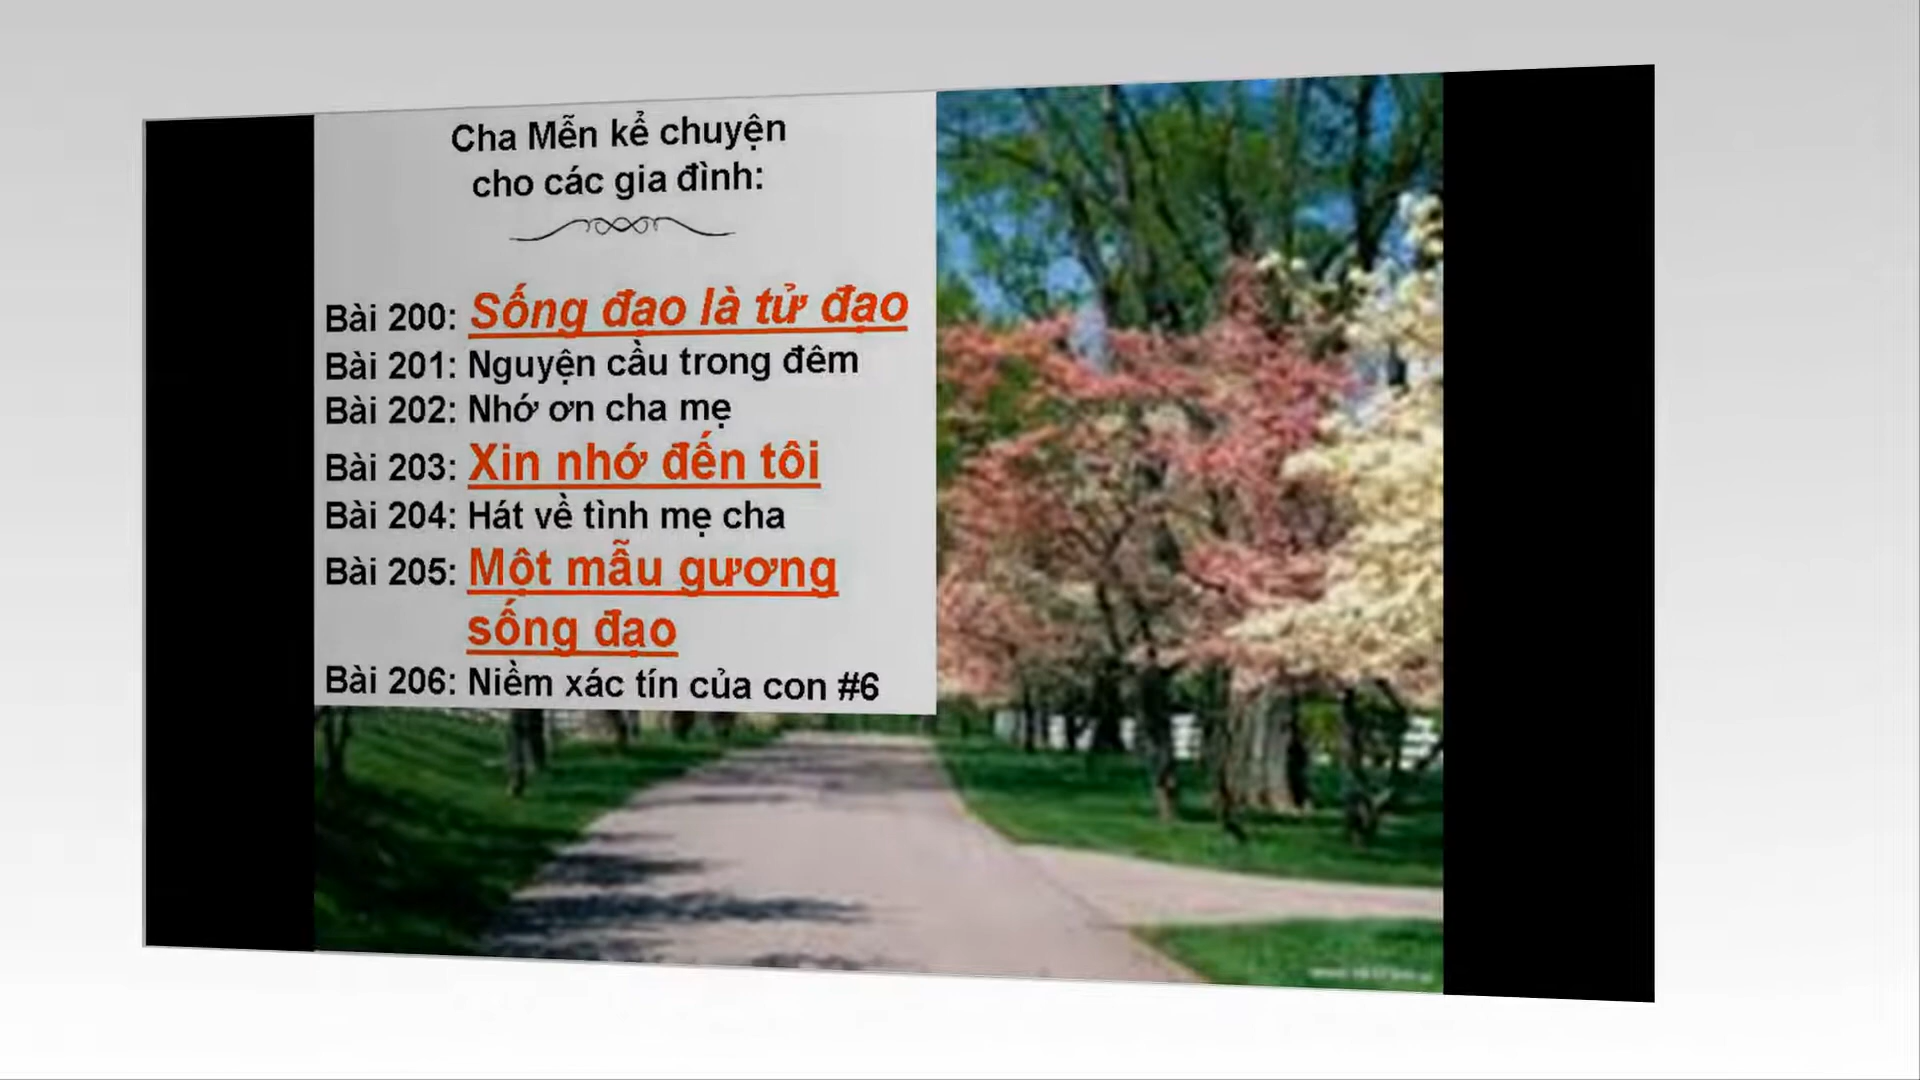 Cha Mễn kể chuyện
cho các gia đình:
Bài 200: Sống đạo là tử đạo
Bài 201: Nguyện cầu trong đêm
Bài 202: Nhớ ơn cha mẹ
Bài 203: Xin nhớ đến tôi
Bài 204: Hát về tình mẹ cha
Bài 205: Một mẫu gương
sống đạo
Bài 206: Niềm xác tín của con #6